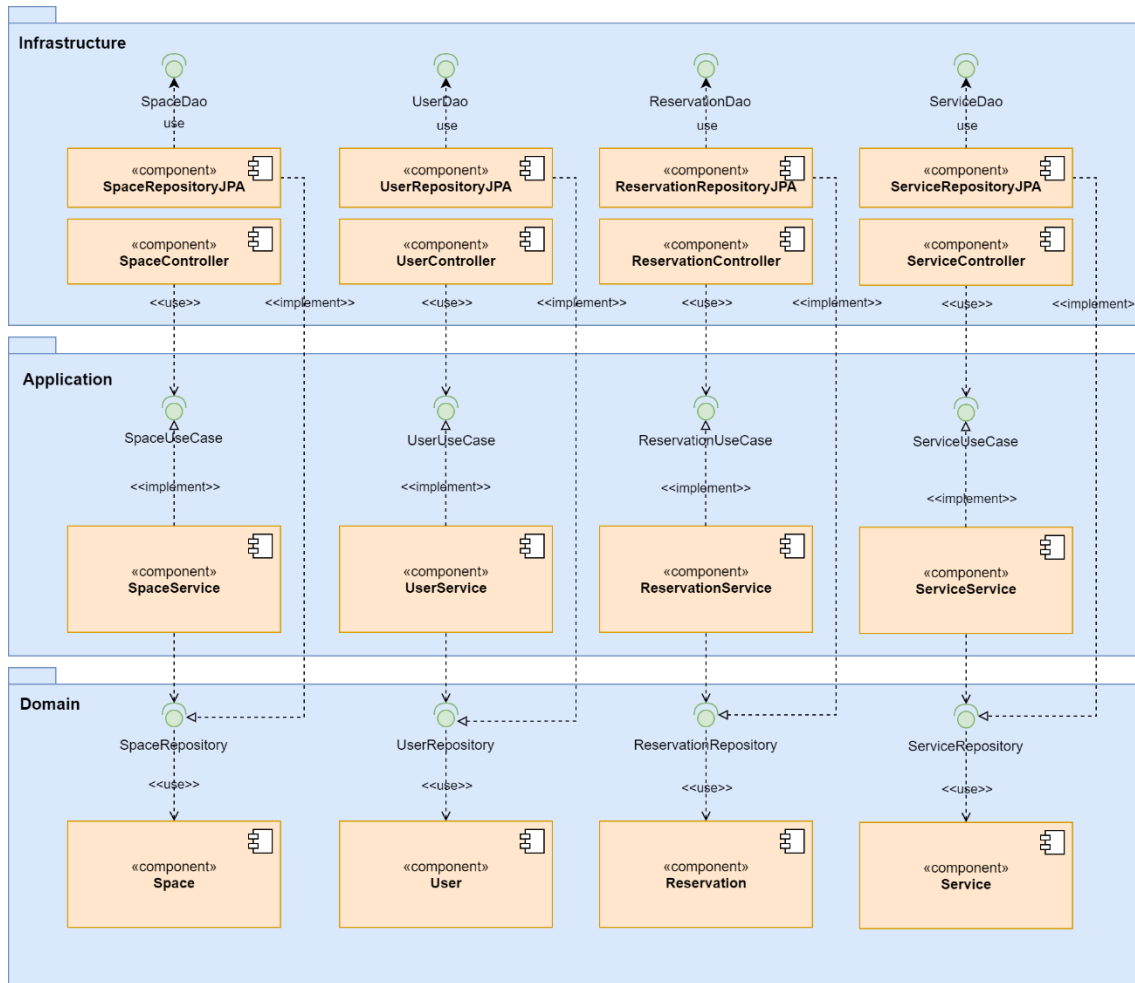 Infrastructure
SpaceDao
UserDao
ReservationDao
ServiceDao
use
use
use
use
«component»
SpaceRepositoryJPA
«component»
UserRepositoryJPA
«component»
ReservationRepositoryJPA
«component»
ServiceRepositoryJPA
«component»
SpaceController
«component»
UserController
«component»
ReservationController
«component»
ServiceController
<<use>>
<<implement>>
<<use>>
<<implement>>
<<use>>
<<implement>>
<<use>>
<<implement>>
Application
SpaceUseCase
UserUseCase
ReservationUseCase
ServiceUseCase
<<implement>>
<<implement>>
<<implement>>
<<implement>>
«component»
SpaceService
«component»
UserService
«component»
ReservationService
«component»
ServiceService
Domain
SpaceRepository
UserRepository
ReservationRepository
ServiceRepository
<<use>>
<<use>>
<<use>>
<<use>>
«component»
Space
«component»
User
«component»
Reservation
«component»
Service